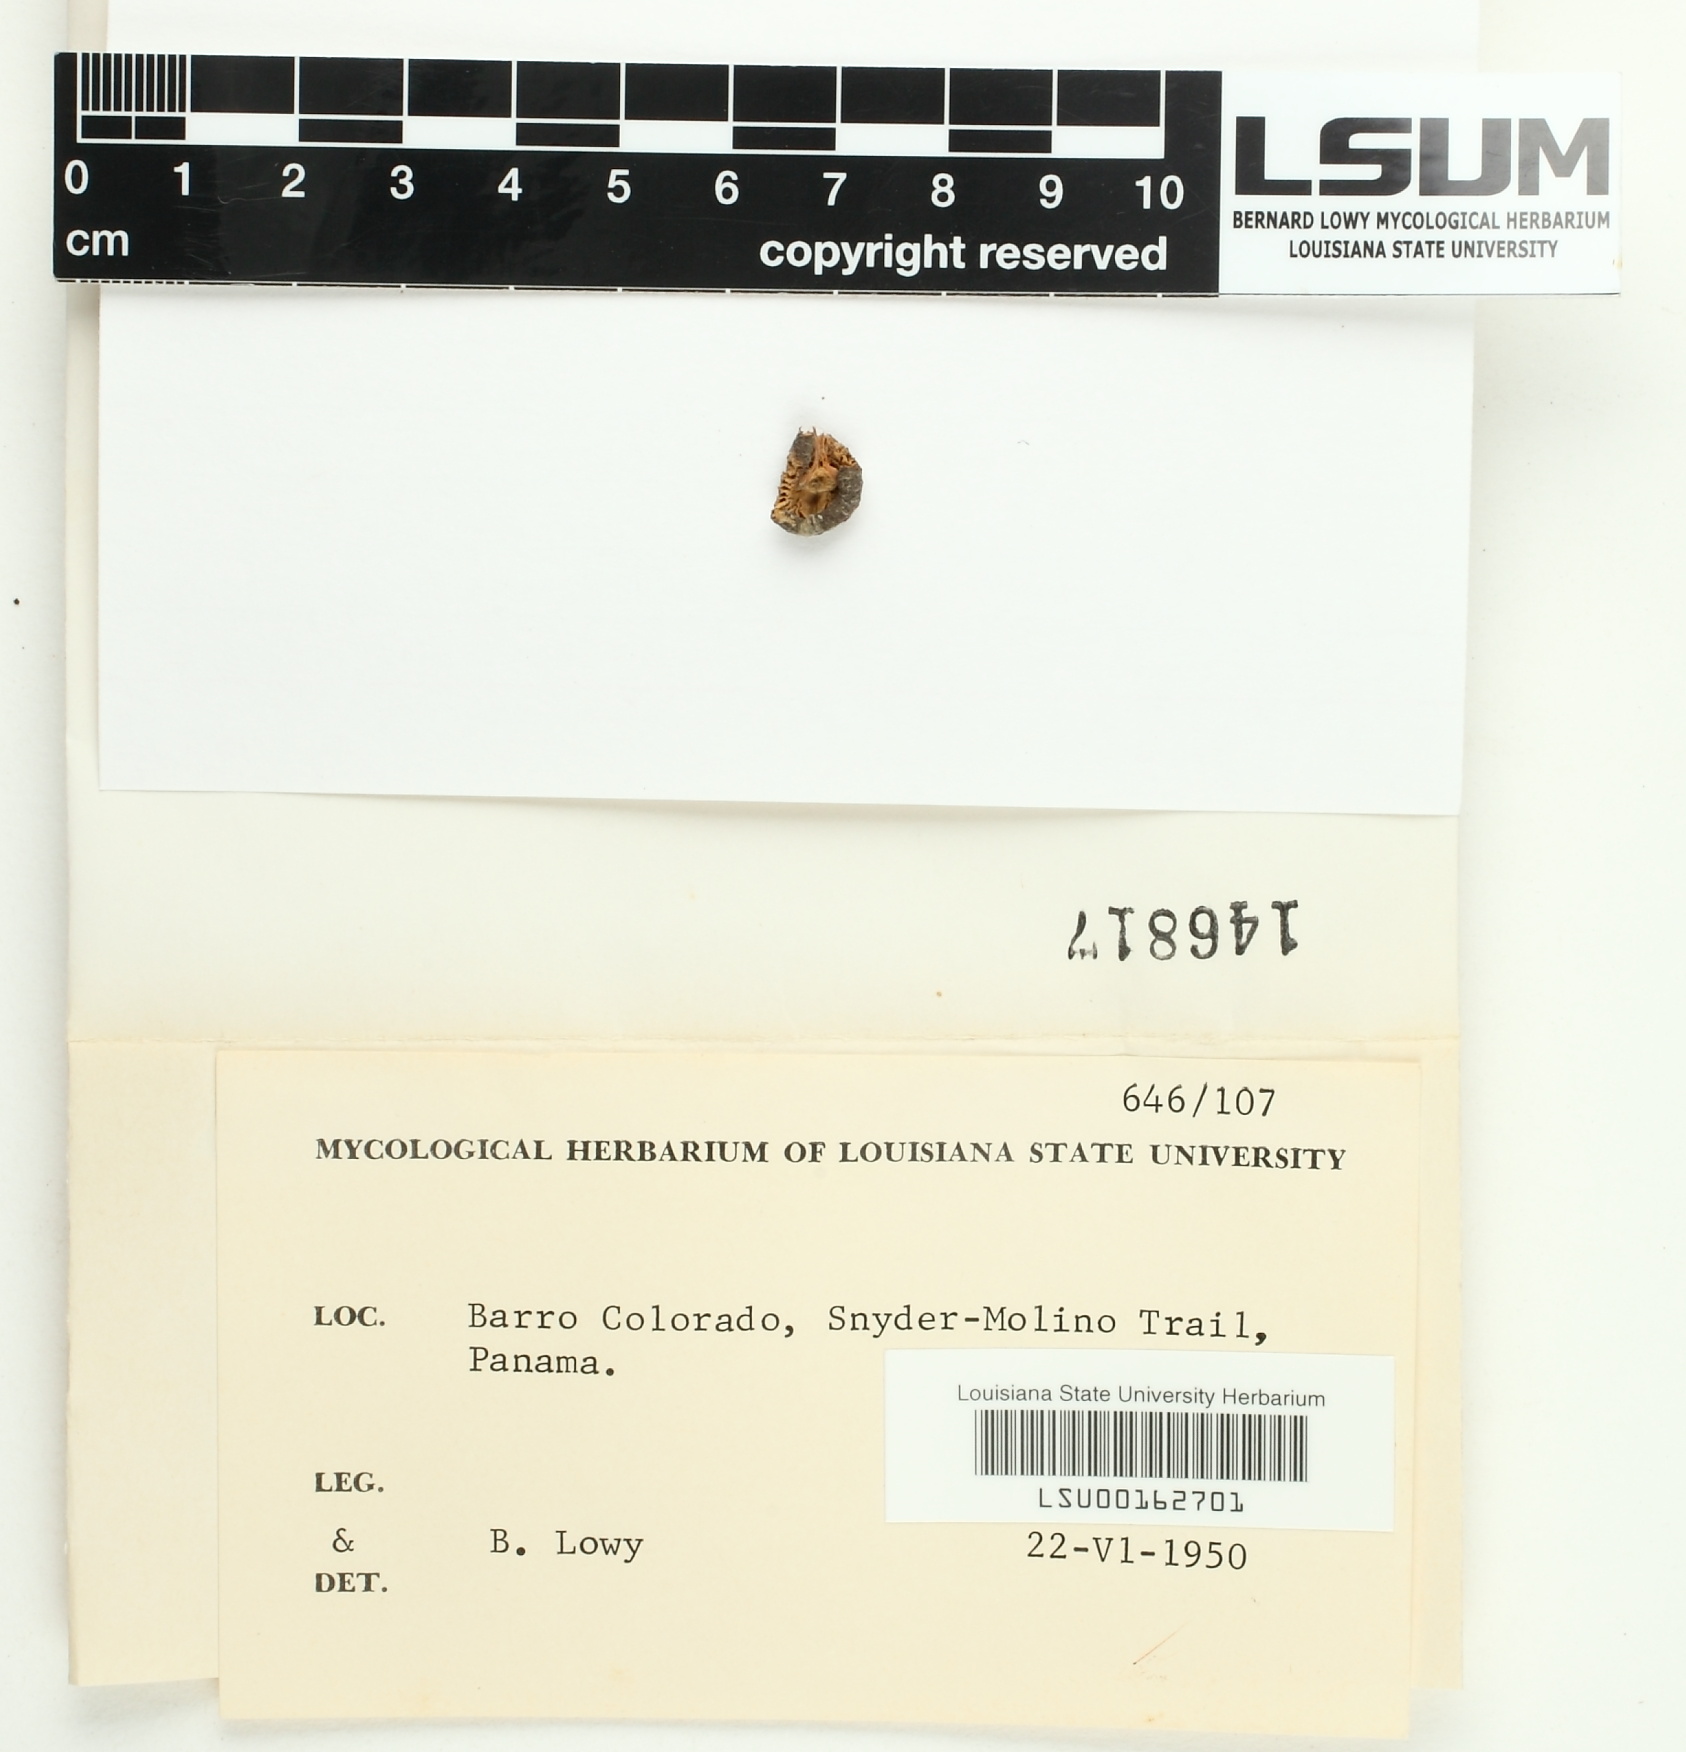 0 1 2 3 4 5 6 7 8 9 10
cm
copyright reserved
LSUM
BERNARD LOWY MYCOLOGICAL HERBARIUM
LOUISIANA STATE UNIVERSITY
146817
646/107
MYCOLOGICAL HERBARIUM OF LOUISIANA STATE UNIVERSITY
LOC. Barro Colorado, Snyder-Molino Trail,
Panama.
Louisiana State University Herbarium
LSU00162701
LEG.
& B. Lowy 22-V1-1950
DET.